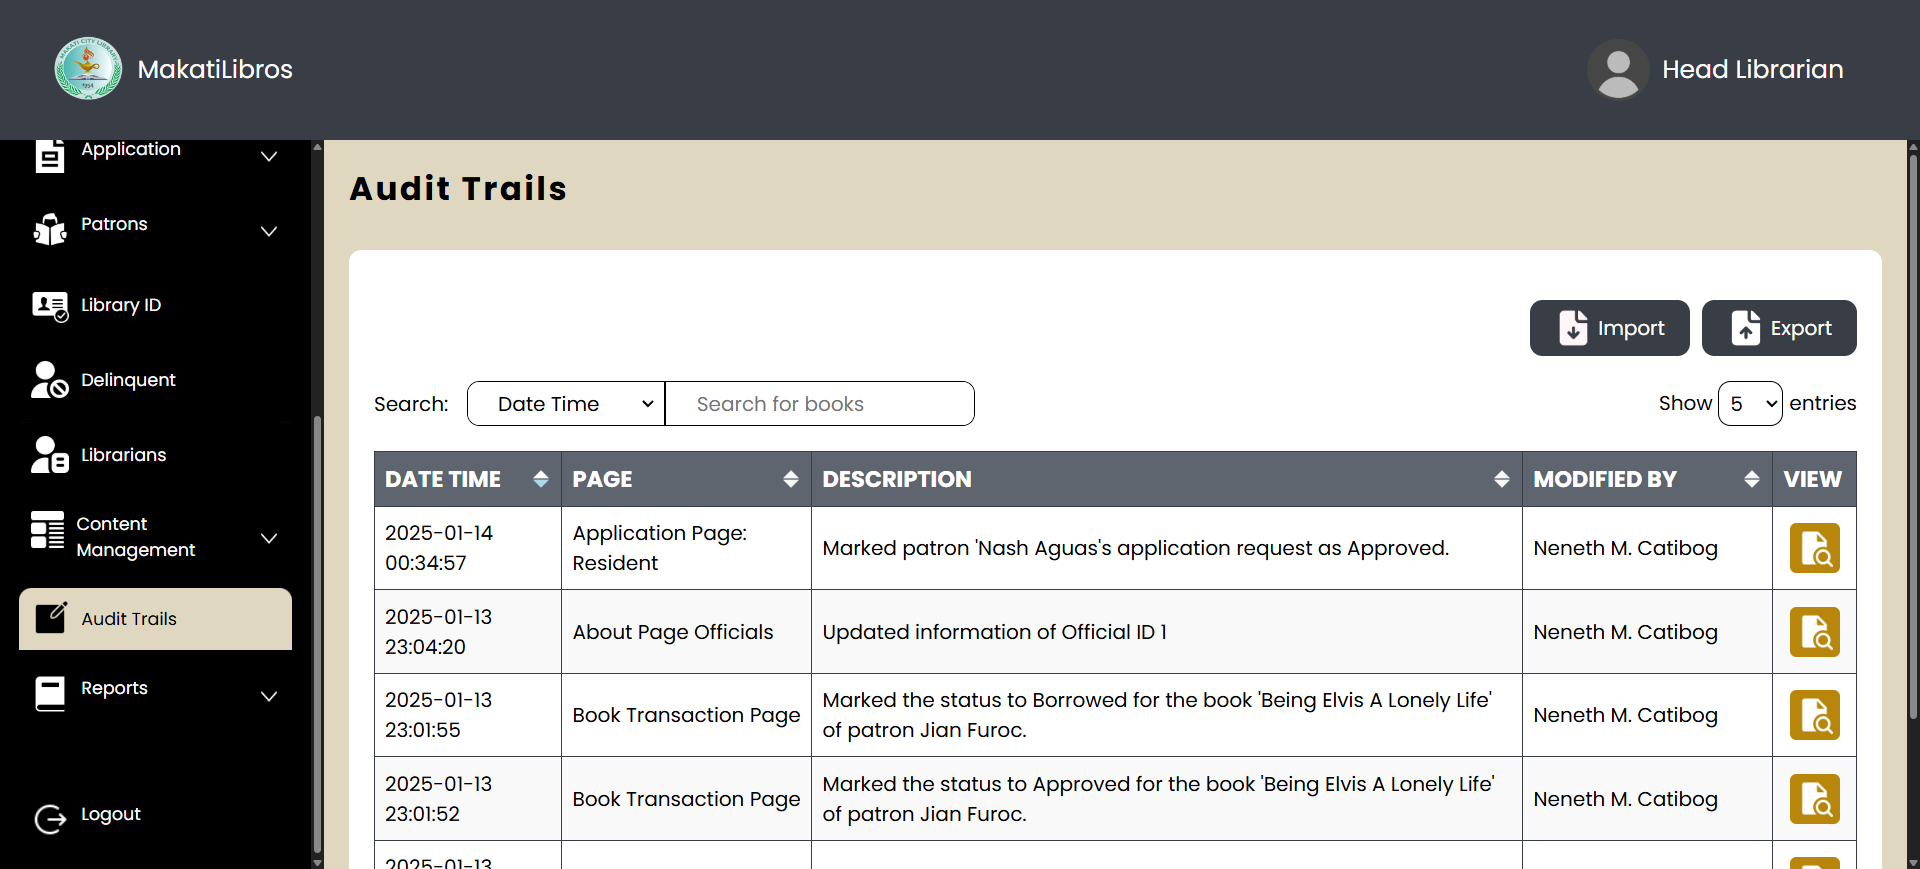 MakatiLibros
Head Librarian
Application
Patrons
Library ID
Delinquent
Librarians
Content
Management
Audit Trails
Reports
Logout
Audit Trails
Import
Export
Search:
Date Time
Search for books
Show 5 entries
DATE TIME PAGE DESCRIPTION MODIFIED BY VIEW
2025-01-14
00:34:57
Application Page:
Resident
Marked patron 'Nash Aguas's application request as Approved.
Neneth M. Catibog
2025-01-13
23:04:20
About Page Officials
Updated information of Official ID 1
Neneth M. Catibog
2025-01-13
23:01:55
Book Transaction Page
Marked the status to Borrowed for the book 'Being Elvis A Lonely Life'
of patron Jian Furoc.
Neneth M. Catibog
2025-01-13
23:01:52
Book Transaction Page
Marked the status to Approved for the book 'Being Elvis A Lonely Life'
of patron Jian Furoc.
Neneth M. Catibog
2025-01-13